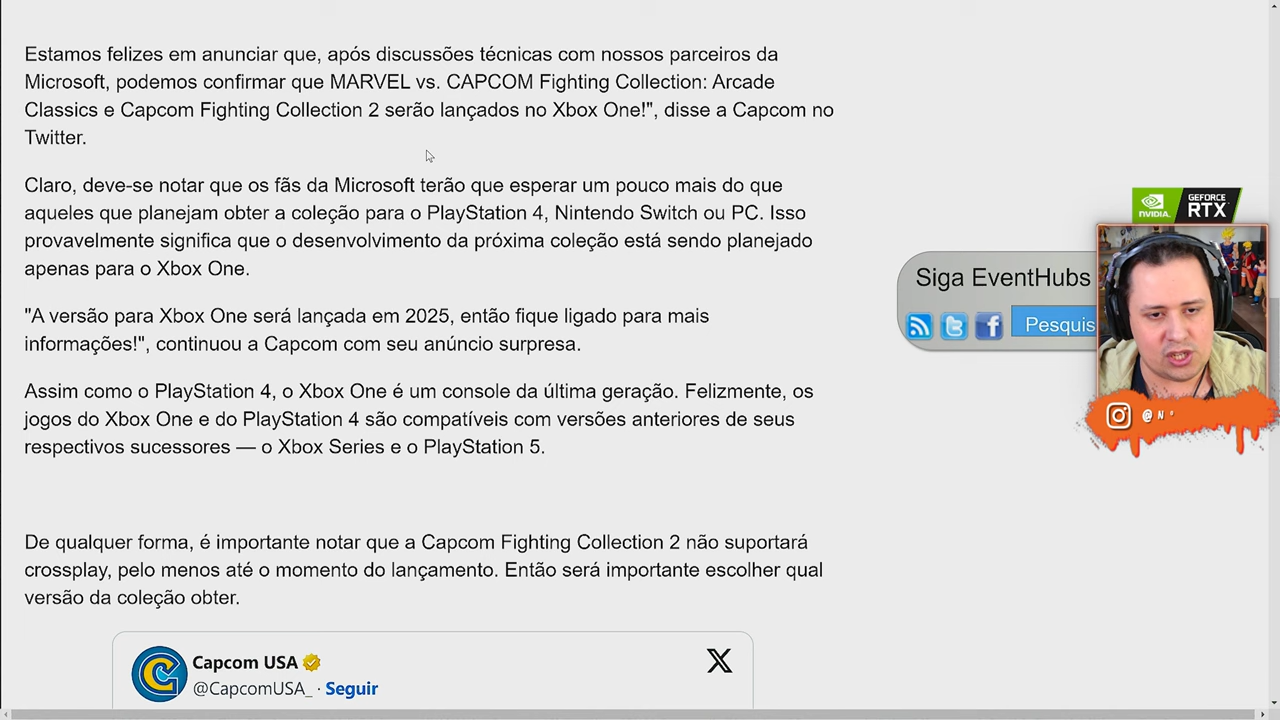 Estamos felizes em anunciar que, após discussões técnicas com nossos parceiros da
Microsoft, podemos confirmar que MARVEL vs. CAPCOM Fighting Collection: Arcade
Classics e Capcom Fighting Collection 2 serão lançados no Xbox One!", disse a Capcom no
Twitter.
Claro, deve-se notar que os fãs da Microsoft terão que esperar um pouco mais do que
aqueles que planejam obter a coleção para o PlayStation 4, Nintendo Switch ou PC. Isso
provavelmente significa que o desenvolvimento da próxima coleção está sendo planejado
apenas para o Xbox One.
"A versão para Xbox One será lançada em 2025, então fique ligado para mais
informações!", continuou a Capcom com seu anúncio surpresa.
Assim como o PlayStation 4, o Xbox One é um console da última geração. Felizmente, os
jogos do Xbox One e do PlayStation 4 são compatíveis com versões anteriores de seus
respectivos sucessores — o Xbox Series e o PlayStation 5.
De qualquer forma, é importante notar que a Capcom Fighting Collection 2 não suportará
crossplay, pelo menos até o momento do lançamento. Então será importante escolher qual
versão da coleção obter.
Capcom USA
@CapcomUSA_ · Seguir
NVIDIA. GEFORCE RTX
Siga EventHubs
Pesquis
@N